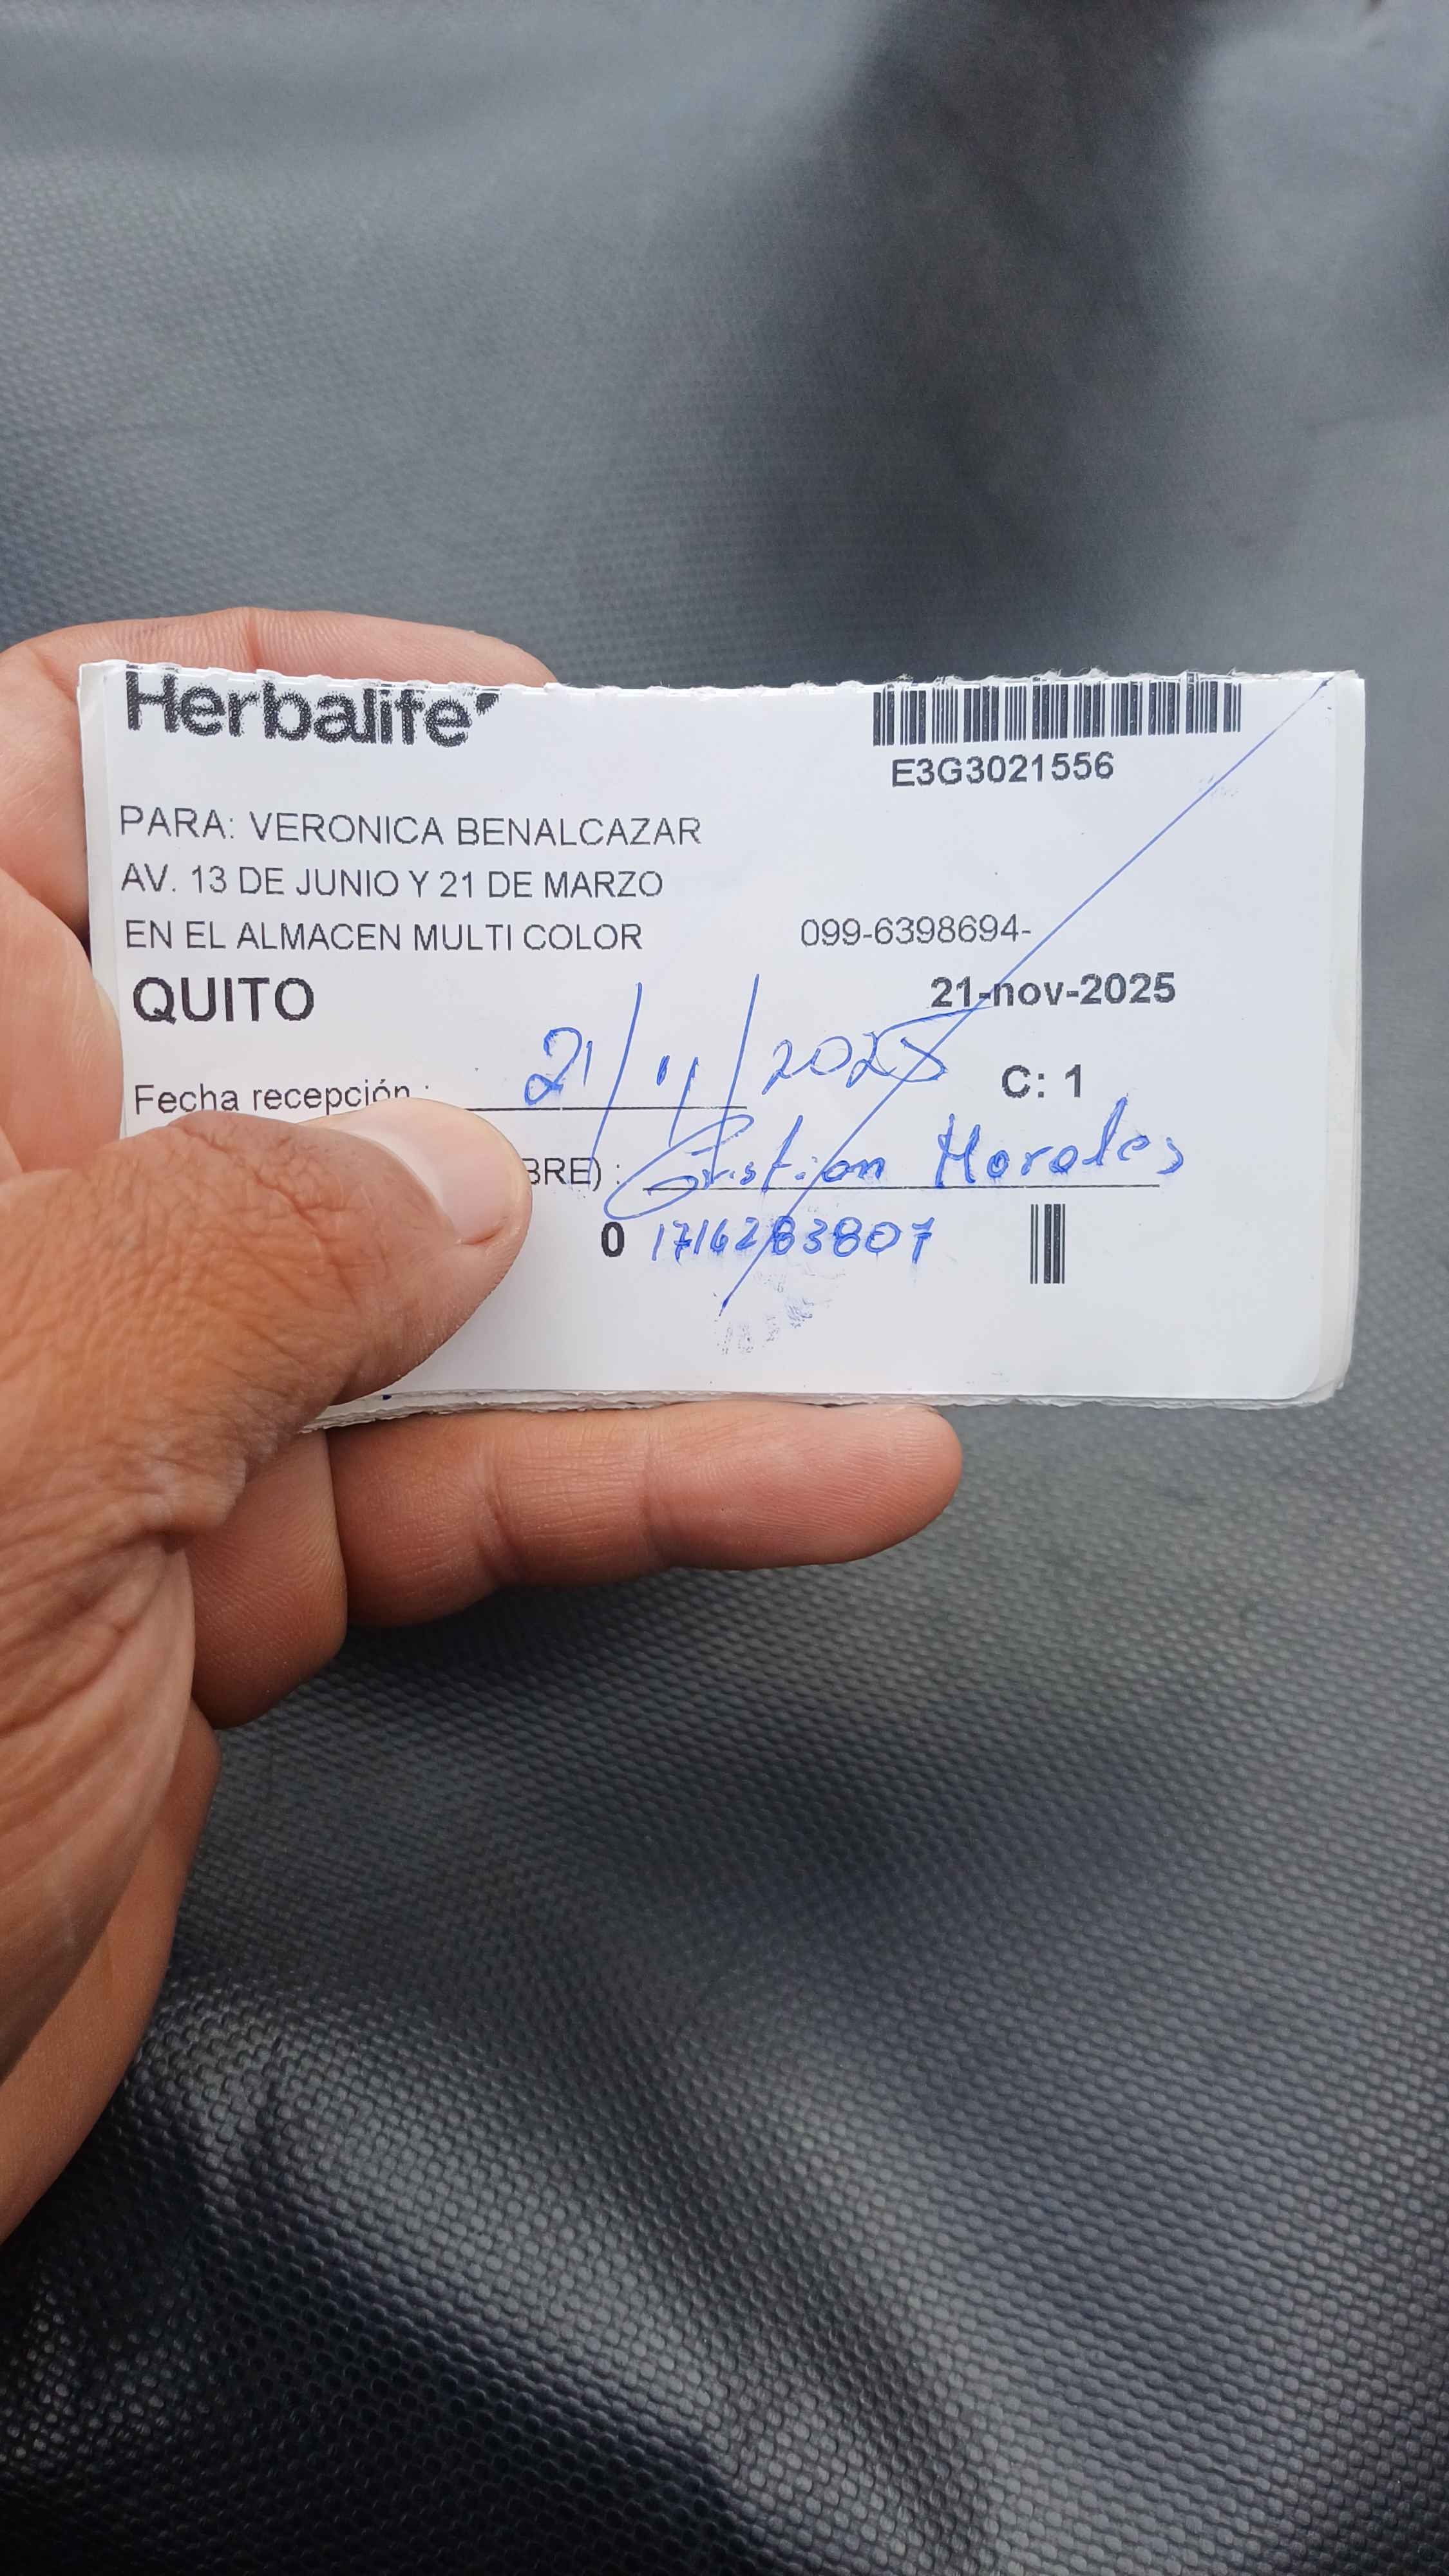 Herbalife
E3G3021556
PARA: VERONICA BENALCAZAR
AV. 13 DE JUNIO Y 21 DE MARZO
EN EL ALMACEN MULTI COLOR 099-6398694-
QUITO 21-nov-2025
Fecha recepción : 21/11/2025 C: 1
BRE) : Cristian Morales
0 1716283807